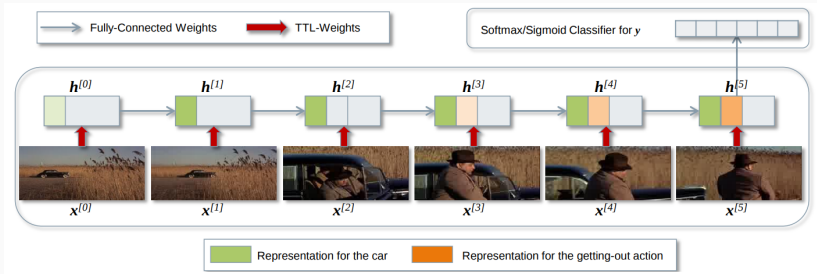 Fully-Connected Weights TTL-Weights
Softmax/Sigmoid Classifier for y
h[0] h[1] h[2] h[3] h[4] h[5]
x[0] x[1] x[2] x[3] x[4] x[5]
Representation for the car Representation for the getting-out action